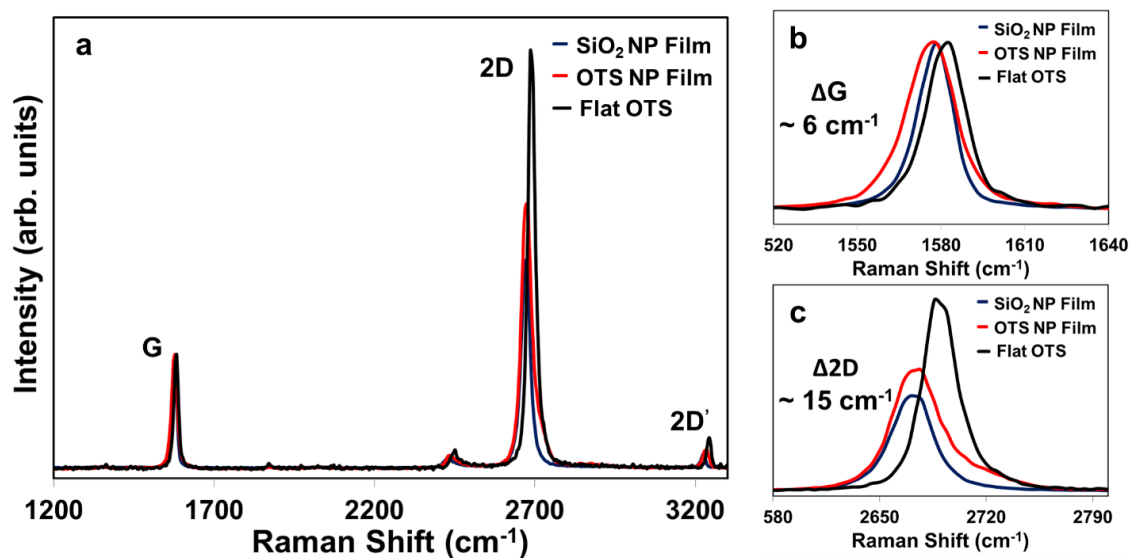 a
G
2D
2D’
SiO₂ NP Film
OTS NP Film
Flat OTS
Intensity (arb. units)
1200 1700 2200 2700 3200
Raman Shift (cm⁻¹)
b
ΔG
~ 6 cm⁻¹
SiO₂ NP Film
OTS NP Film
Flat OTS
520 1550 1580 1610 1640
Raman Shift (cm⁻¹)
c
Δ2D
~ 15 cm⁻¹
SiO₂ NP Film
OTS NP Film
Flat OTS
580 2650 2720 2790
Raman Shift (cm⁻¹)